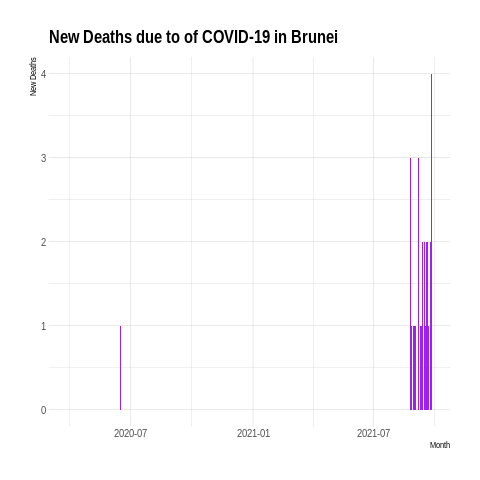 New Deaths due to of COVID-19 in Brunei
New Deaths
4
3
2
1
0
2020-07
2021-01
2021-07
Month